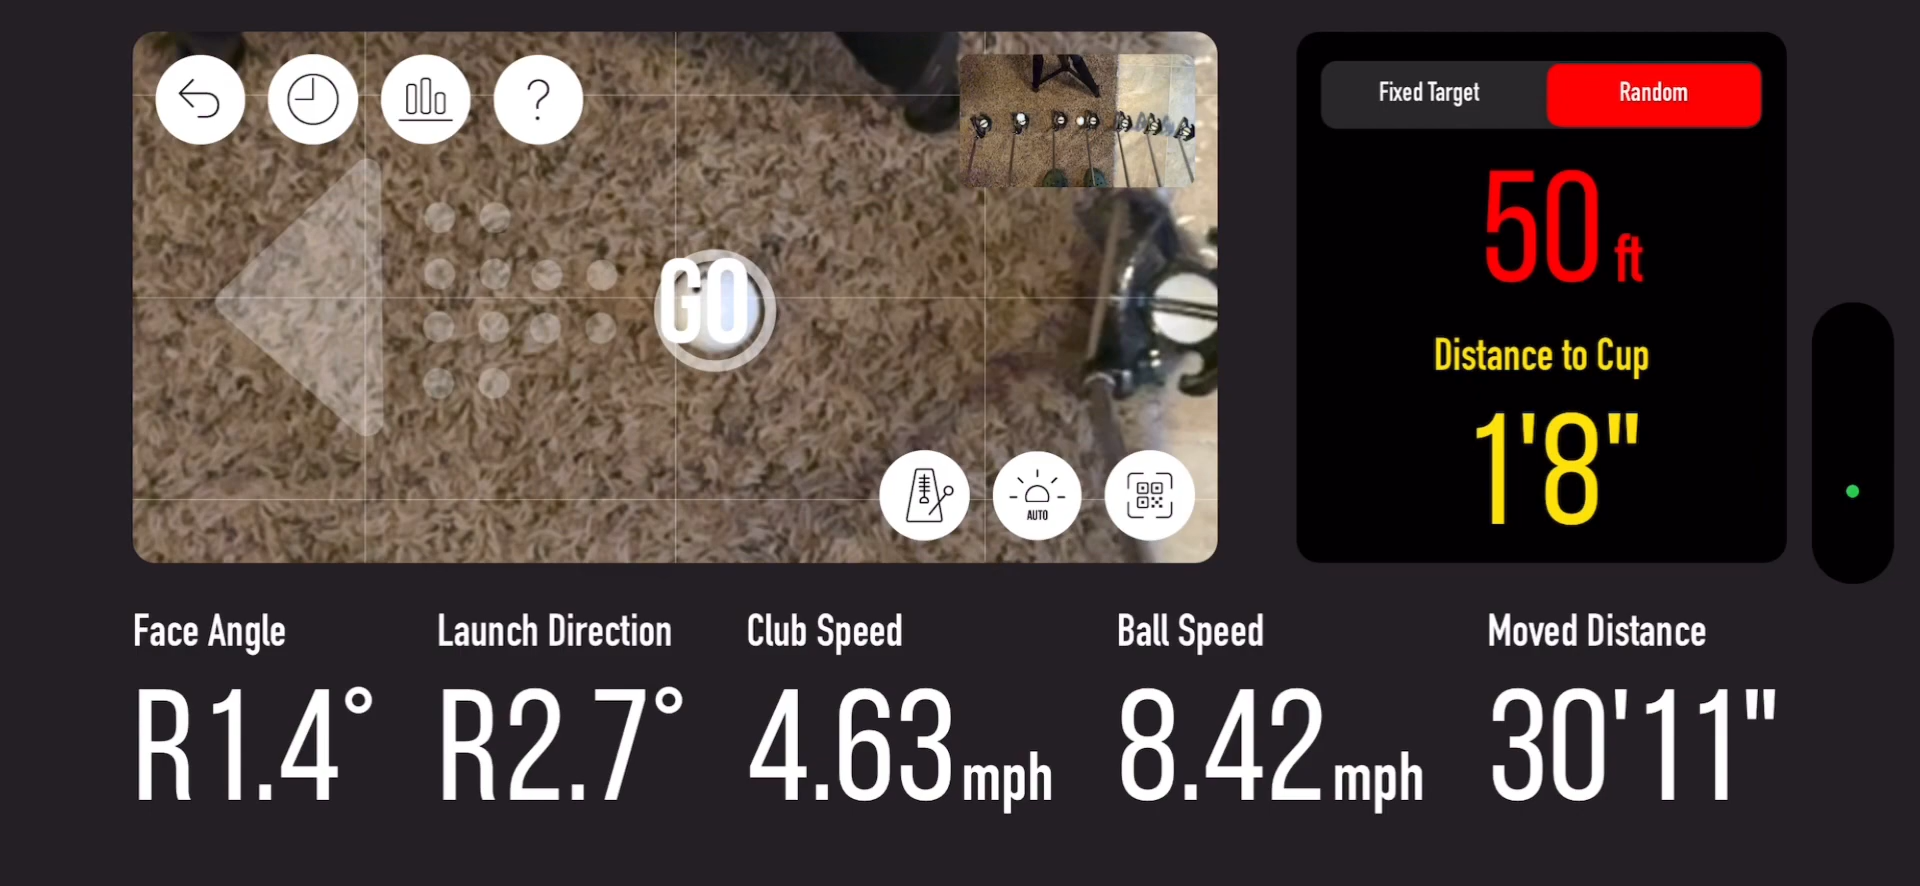 ?
Fixed Target
Random
50 ft
GO
Distance to Cup
1'8"
AUTO
Face Angle
Launch Direction
Club Speed
Ball Speed
Moved Distance
R1.4°
R2.7°
4.63 mph
8.42 mph
30'11"